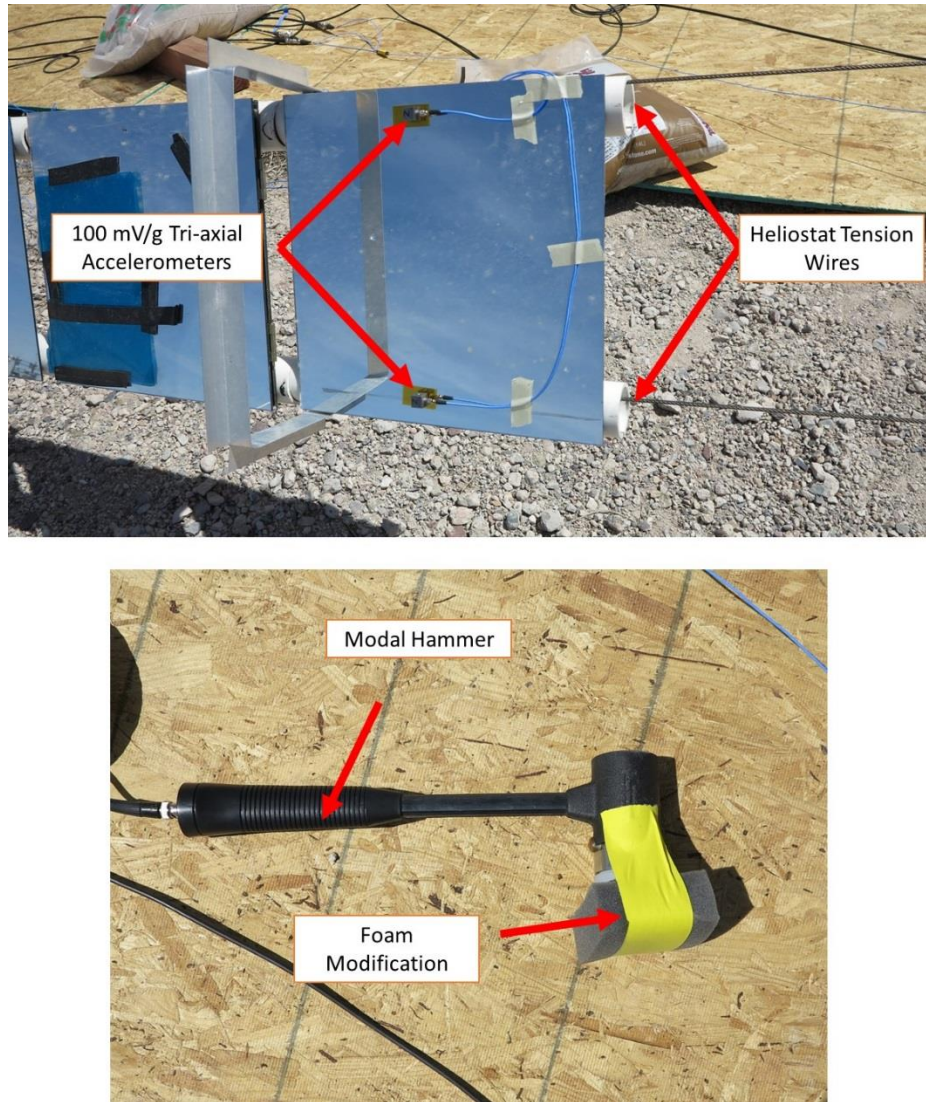 100 mV/g Tri-axial
Accelerometers
Heliostat Tension
Wires
Modal Hammer
Foam
Modification